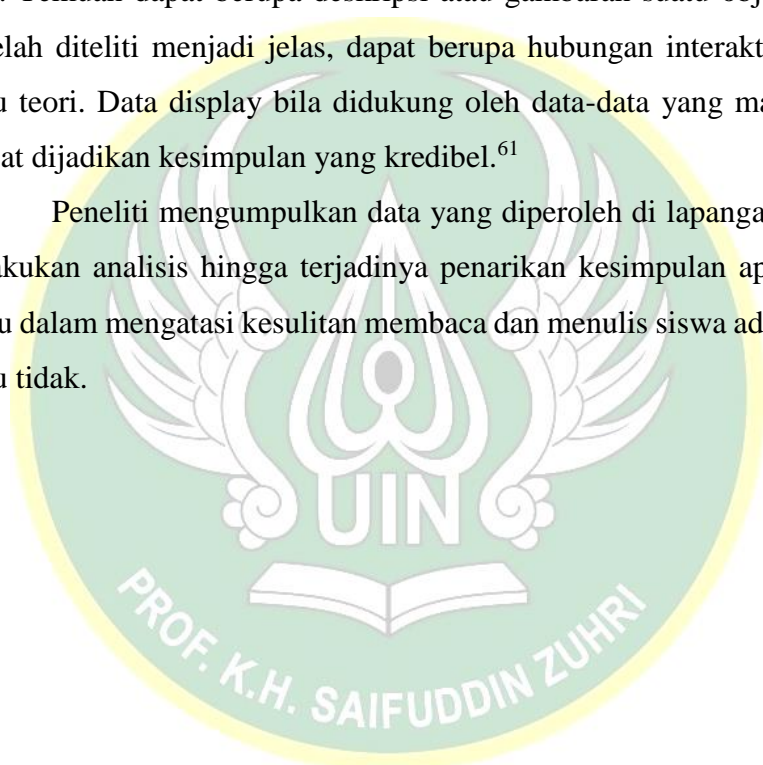 . Temuan dapat berupa deskripsi atau gambaran suatu
elah diteliti menjadi jelas, dapat berupa hubungan interakt
u teori. Data display bila didukung oleh data-data yang ma
at dijadikan kesimpulan yang kredibel.61
Peneliti mengumpulkan data yang diperoleh di lapanga
akukan analisis hingga terjadinya penarikan kesimpulan ap
u dalam mengatasi kesulitan membaca dan menulis siswa ad
u tidak.
UIN
PROF. K.H. SAIFUDDIN ZUHRI